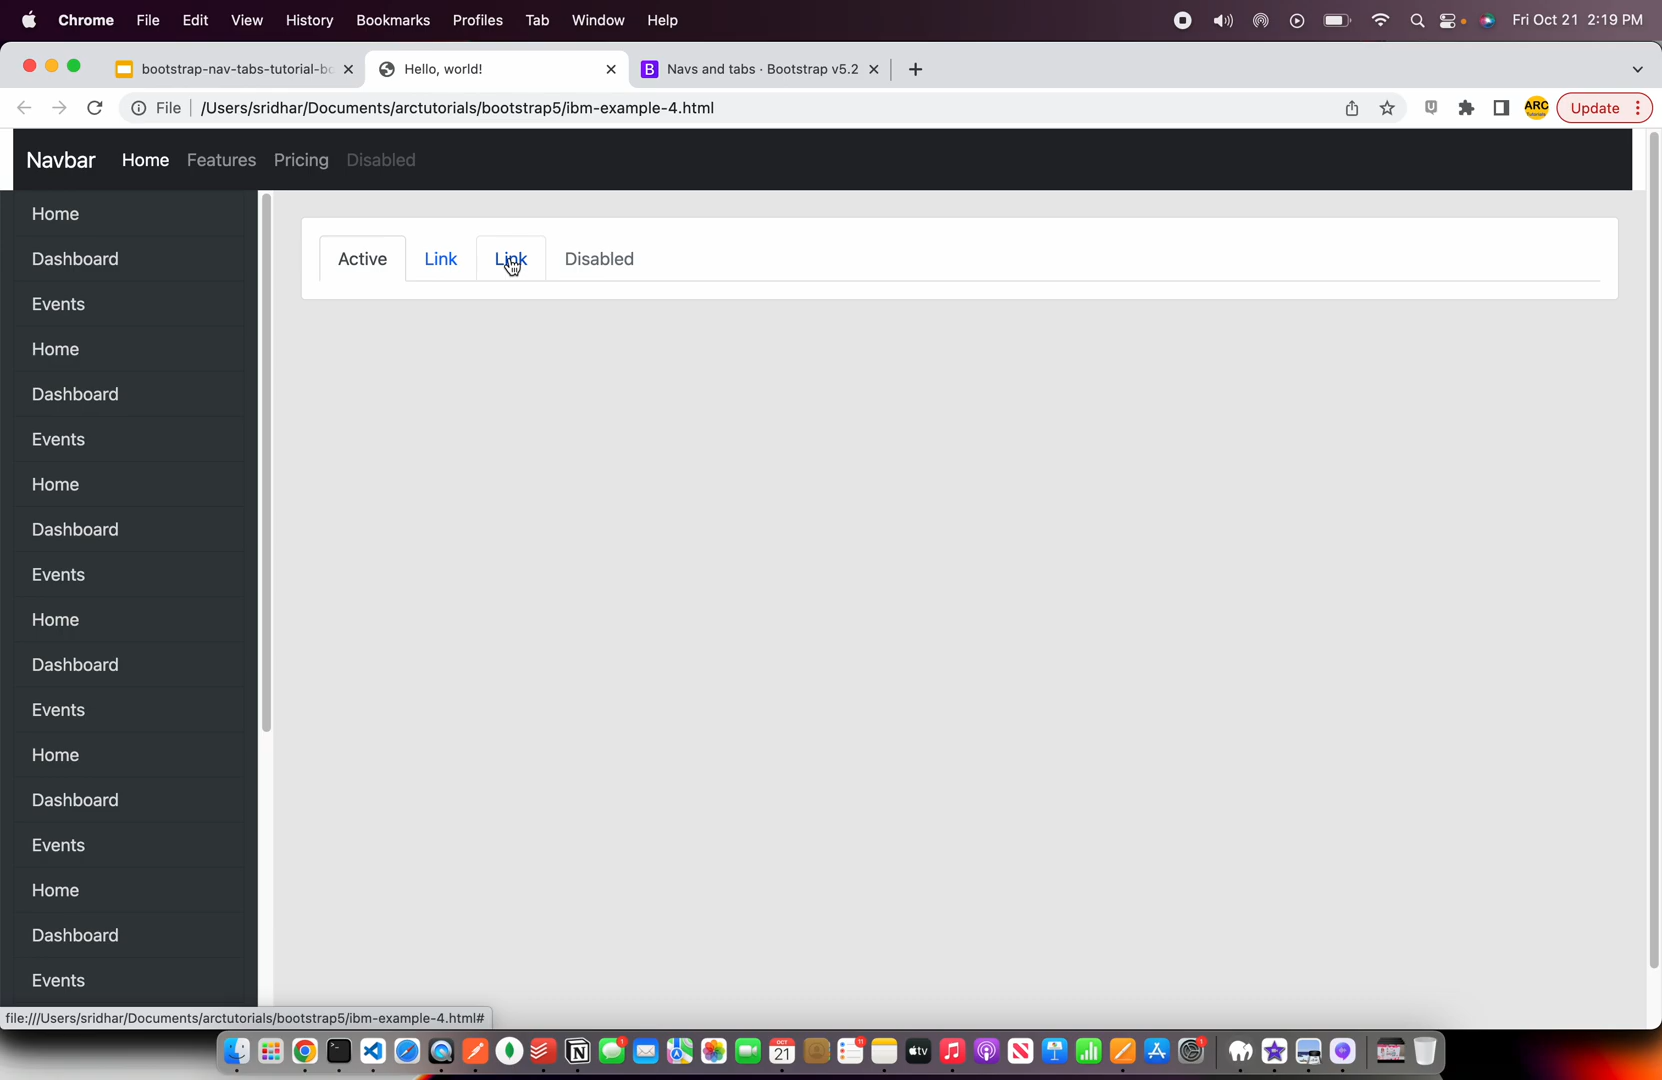 Chrome File Edit View History Bookmarks Profiles Tab Window Help Fri Oct 21 2:19 PM
bootstrap-nav-tabs-tutorial-bo Hello, world! B Navs and tabs · Bootstrap v5.2
File /Users/sridhar/Documents/arctutorials/bootstrap5/ibm-example-4.html ARC Update
Navbar Home Features Pricing Disabled
Home
Active Link Link Disabled
Dashboard
Events
Home
Dashboard
Events
Home
Dashboard
Events
Home
Dashboard
Events
Home
Dashboard
Events
Home
Dashboard
Events
file:///Users/sridhar/Documents/arctutorials/bootstrap5/ibm-example-4.html#